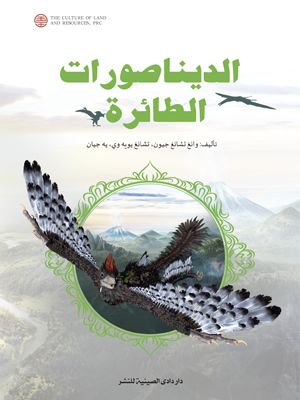 THE CULTURE OF LAND
AND RESOURCES, PRC
الديناصورات
الطائرة
تأليف: وانغ تشانغ جيون، تشانغ يويه وي، يه جيان
دار دادي الصينية للنشر